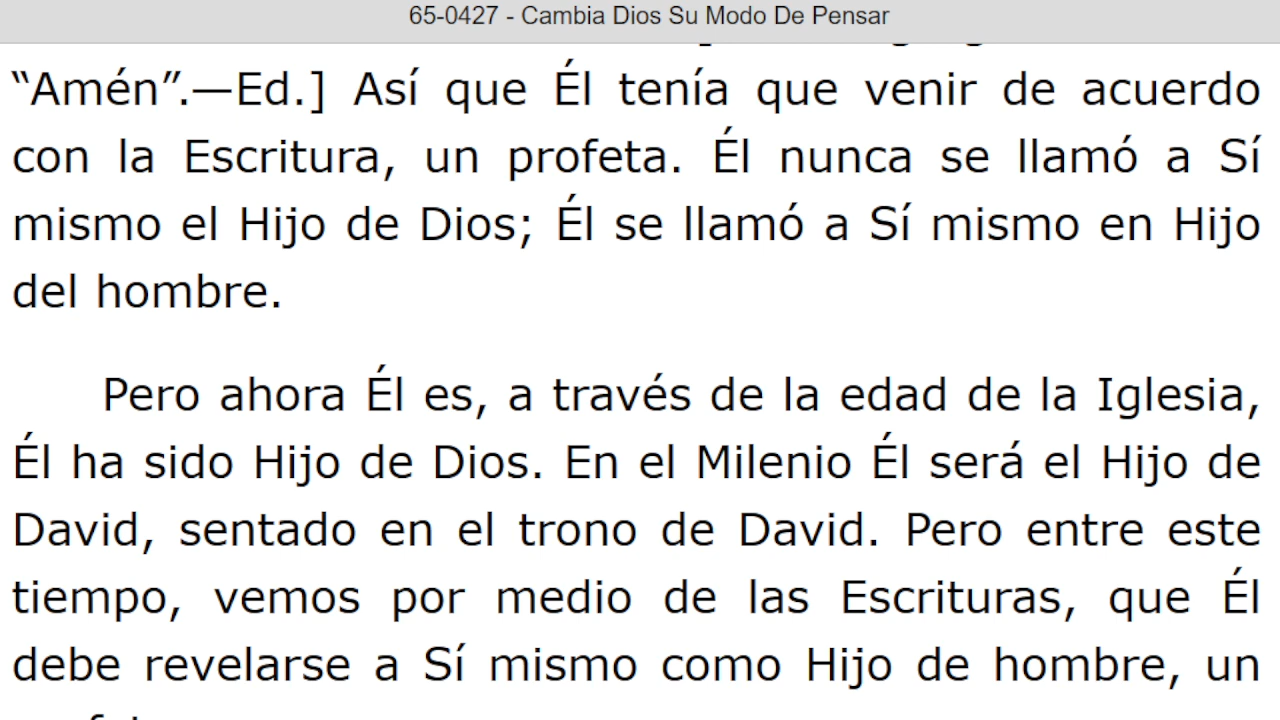 65-0427 - Cambia Dios Su Modo De Pensar
“Amén”.—Ed.] Así que Él tenía que venir de acuerdo
con la Escritura, un profeta. Él nunca se llamó a Sí
mismo el Hijo de Dios; Él se llamó a Sí mismo en Hijo
del hombre.
Pero ahora Él es, a través de la edad de la Iglesia,
Él ha sido Hijo de Dios. En el Milenio Él será el Hijo de
David, sentado en el trono de David. Pero entre este
tiempo, vemos por medio de las Escrituras, que Él
debe revelarse a Sí mismo como Hijo de hombre, un